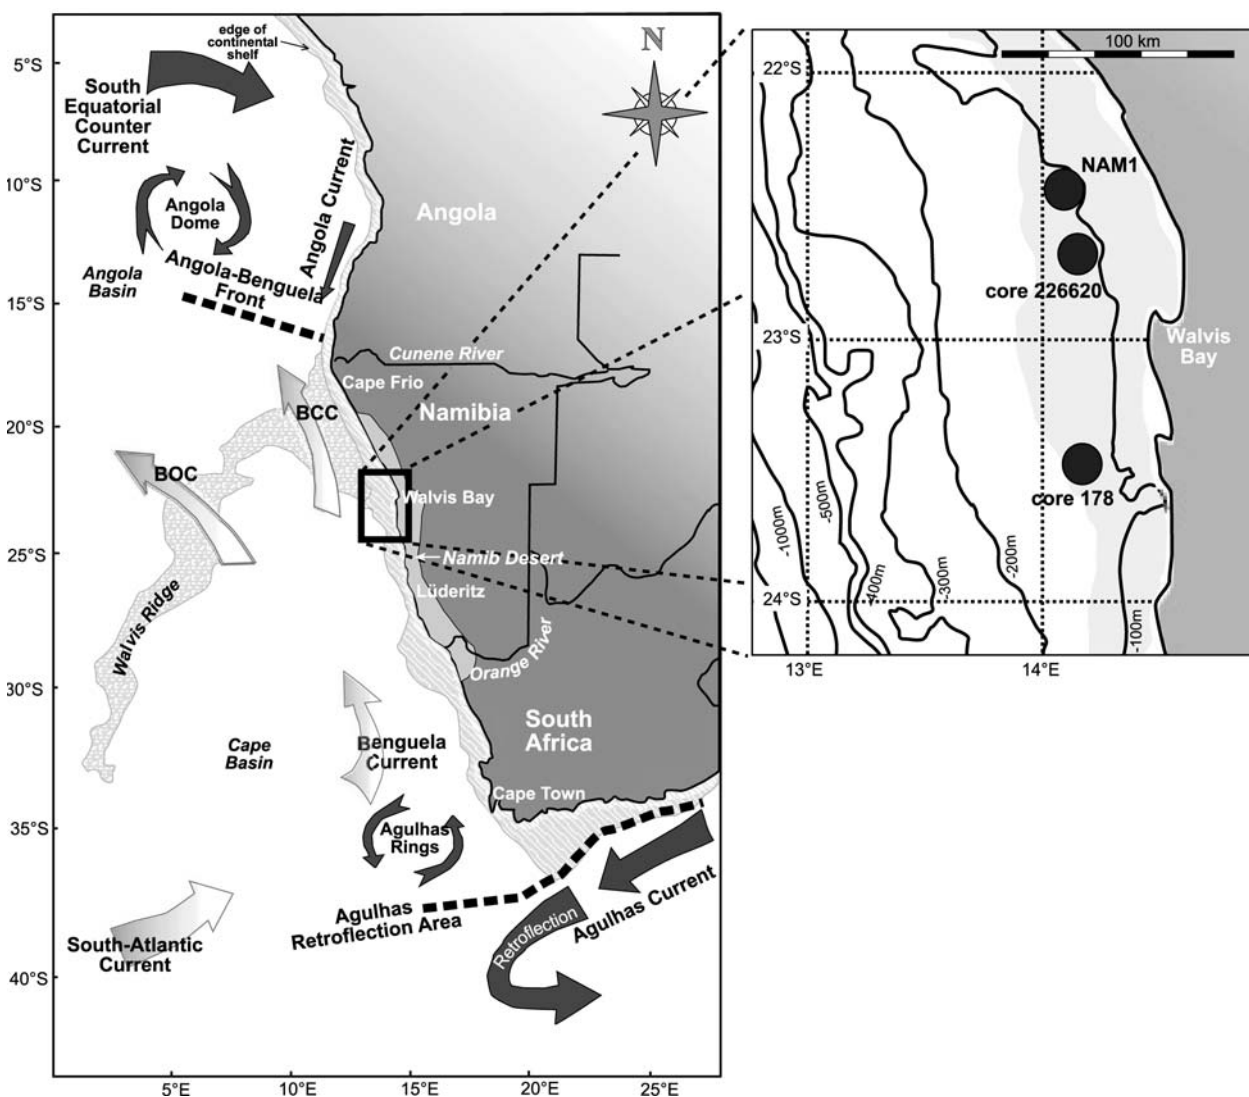 edge of
continental
shelf
N
5°S
South
Equatorial
Counter
Current
10°S
Angola
Dome
Angola Current
Angola
Angola
Basin
Angola-Benguela
Front
15°S
Cunene River
Cape Frio
BCC
Namibia
20°S
BOC
Walvis Bay
25°S
Namib Desert
Lüderitz
Walvis Ridge
Orange River
30°S
South
Africa
Cape
Basin
Benguela
Current
Cape Town
35°S
Agulhas
Rings
Agulhas Current
Agulhas
Retroflection Area
Retroflection
South-Atlantic
Current
40°S
5°E
10°E
15°E
20°E
25°E
100 km
22°S
NAM1
core 226620
23°S
Walvis
Bay
core 178
-1000m
-500m
-400m
-300m
-200m
-100m
24°S
13°E
14°E